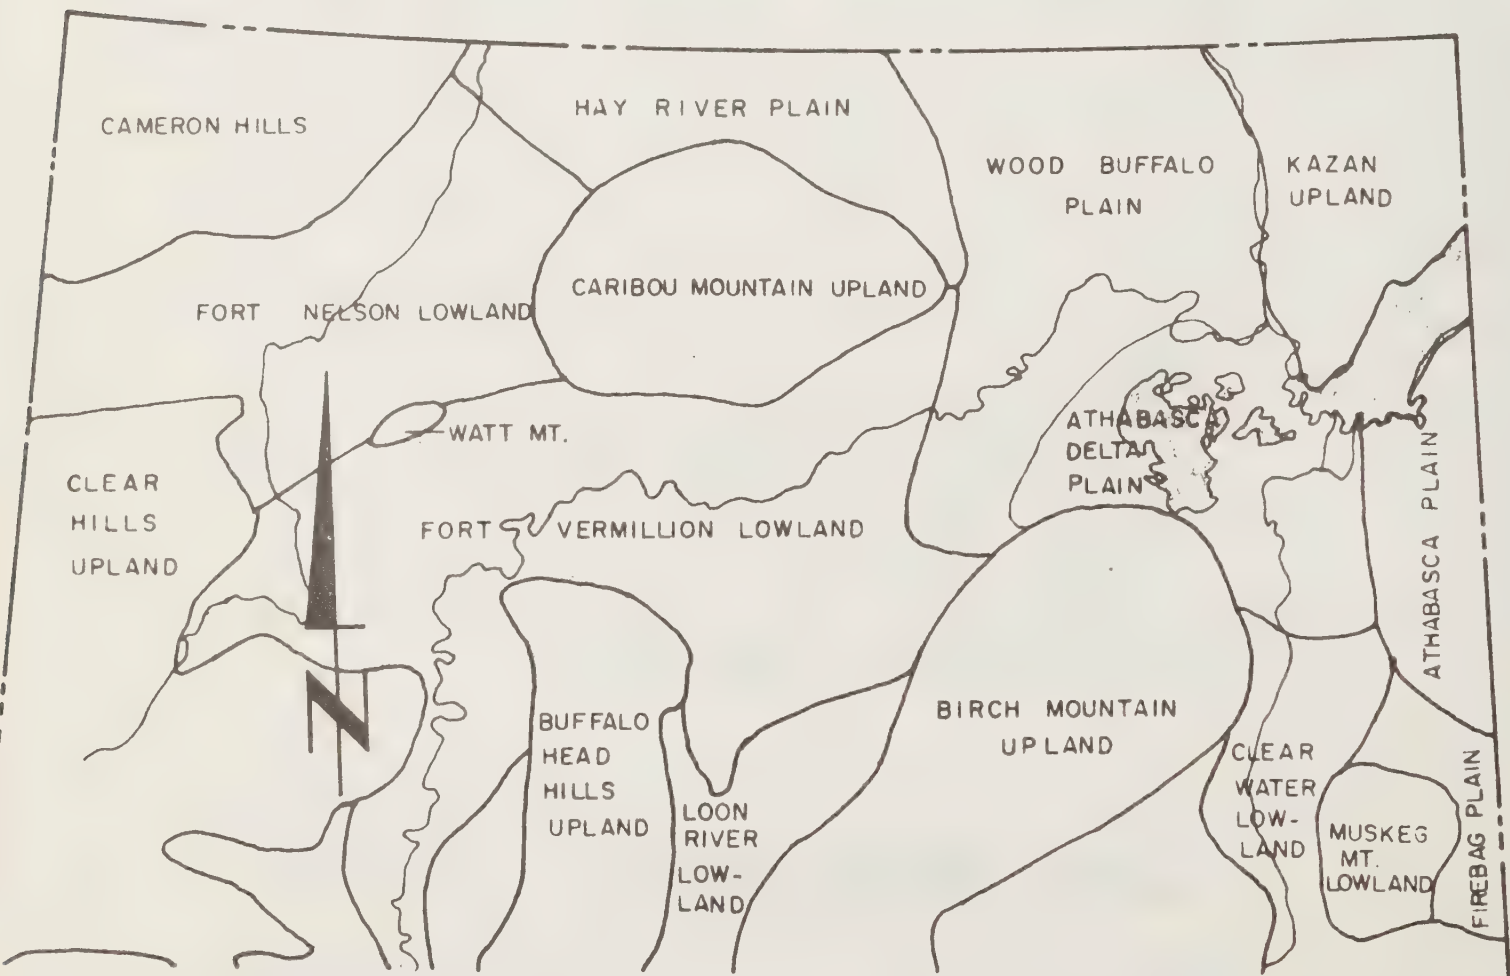 CAMERON HILLS
HAY RIVER PLAIN
WOOD BUFFALO
PLAIN
KAZAN
UPLAND
CARIBOU MOUNTAIN UPLAND
FORT NELSON LOWLAND
WATT MT.
ATHABASCA
DELTA
PLAIN
ATHABASCA PLAIN
CLEAR
HILLS
UPLAND
FORT VERMILLION LOWLAND
N
BUFFALO
HEAD
HILLS
UPLAND
LOON
RIVER
LOW-
LAND
BIRCH MOUNTAIN
UPLAND
CLEAR
WATER
LOW-
LAND
MUSKEG
MT.
LOWLAND
FIREBAG PLAIN